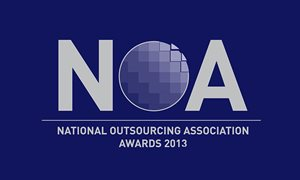 NOA
NATIONAL OUTSOURCING ASSOCIATION
AWARDS 2013